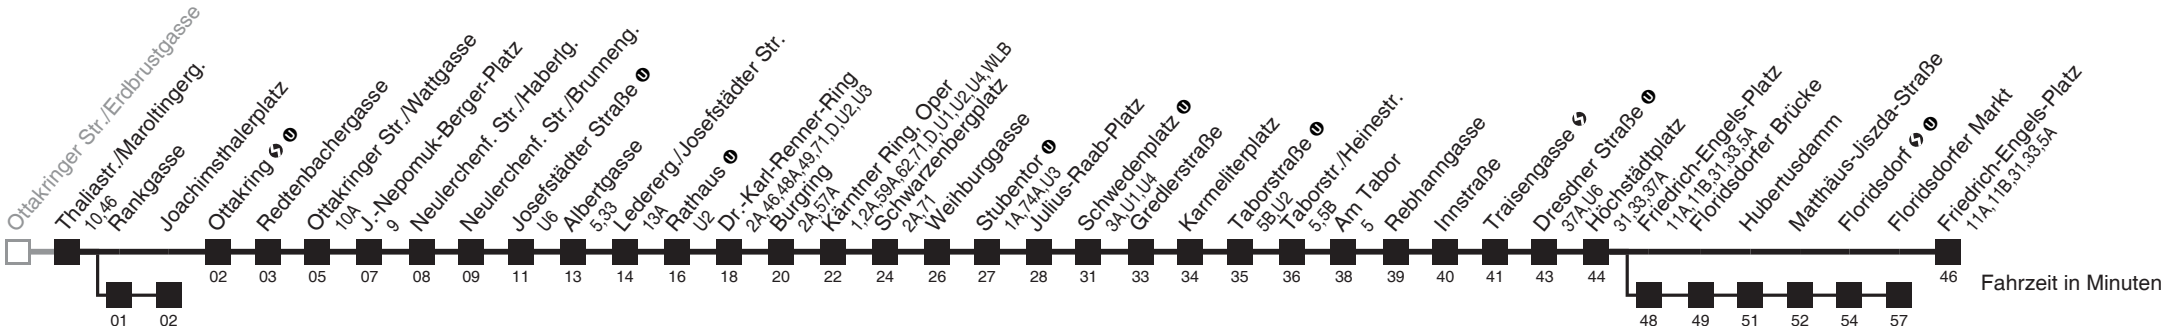 Ottakringer Str./Erdbrustgasse
Thaliastr./Maroltingerg.
10,46
Rankgasse
Joachimsthalerplatz
Ottakring S U
Redtenbachergasse
Ottakringer Str./Wattgasse
10A
J.-Nepomuk-Berger-Platz
9
Neulerchenf. Str./Haberlg.
Neulerchenf. Str./Brunneng.
Josefstädter Straße U
U6
Albertgasse
5,33
Ledererg./Josefstädter Str.
13A
Rathaus U
U2
Dr.-Karl-Renner-Ring
2A,46,48A,49,71,D,U2,U3
Burgring
2A,57A
Kärntner Ring, Oper
1,2A,59A,62,71,D,U1,U2,U4,WLB
Schwarzenbergplatz
2A,71
Weihburggasse
Stubentor U
1A,74A,U3
Julius-Raab-Platz
Schwedenplatz U
3A,U1,U4
Gredlerstraße
Karmeliterplatz
Taborstraße U
5B,U2
Taborstr./Heinestr.
5,5B
Am Tabor
5
Rebhanngasse
Innstraße
Traisengasse S
Dresdner Straße U
37A,U6
Höchstädtplatz
31,33,37A
Friedrich-Engels-Platz
11A,11B,31,33,5A
Floridsdorfer Brücke
Hubertusdamm
Matthäus-Jiszda-Straße
Floridsdorf S U
Floridsdorfer Markt
Friedrich-Engels-Platz
11A,11B,31,33,5A
02 03 05 07 08 09 11 13 14 16 18 20 22 24 26 27 28 31 33 34 35 36 38 39 40 41 43 44 46
Fahrzeit in Minuten
01 02 48 49 51 52 54 57